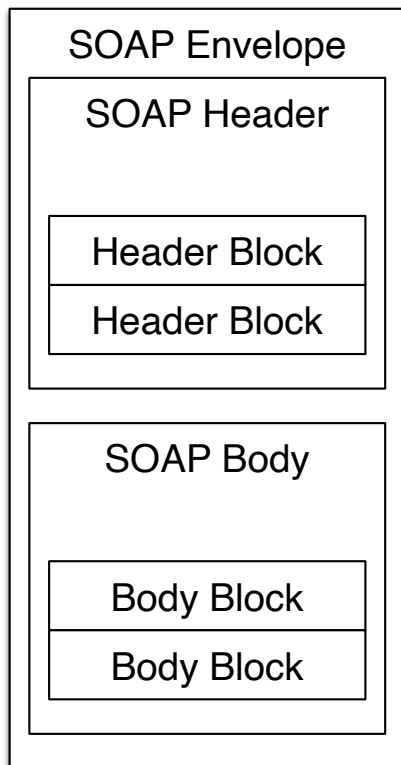 SOAP Envelope
SOAP Header
Header Block
Header Block
SOAP Body
Body Block
Body Block